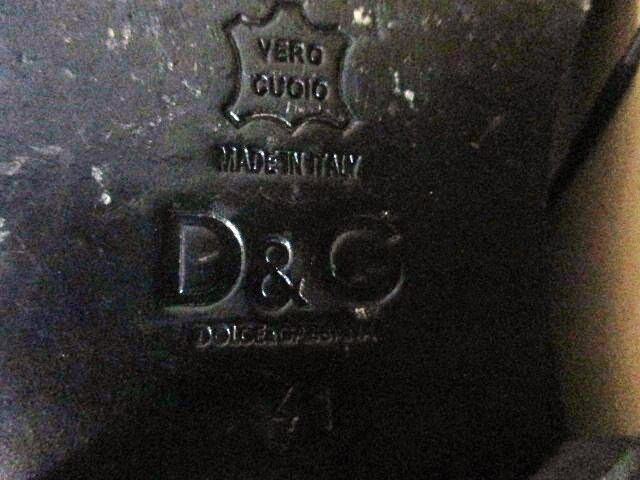 VERO
CUOIO
MADE IN ITALY
D&G
DOLCE&GABBANA
41